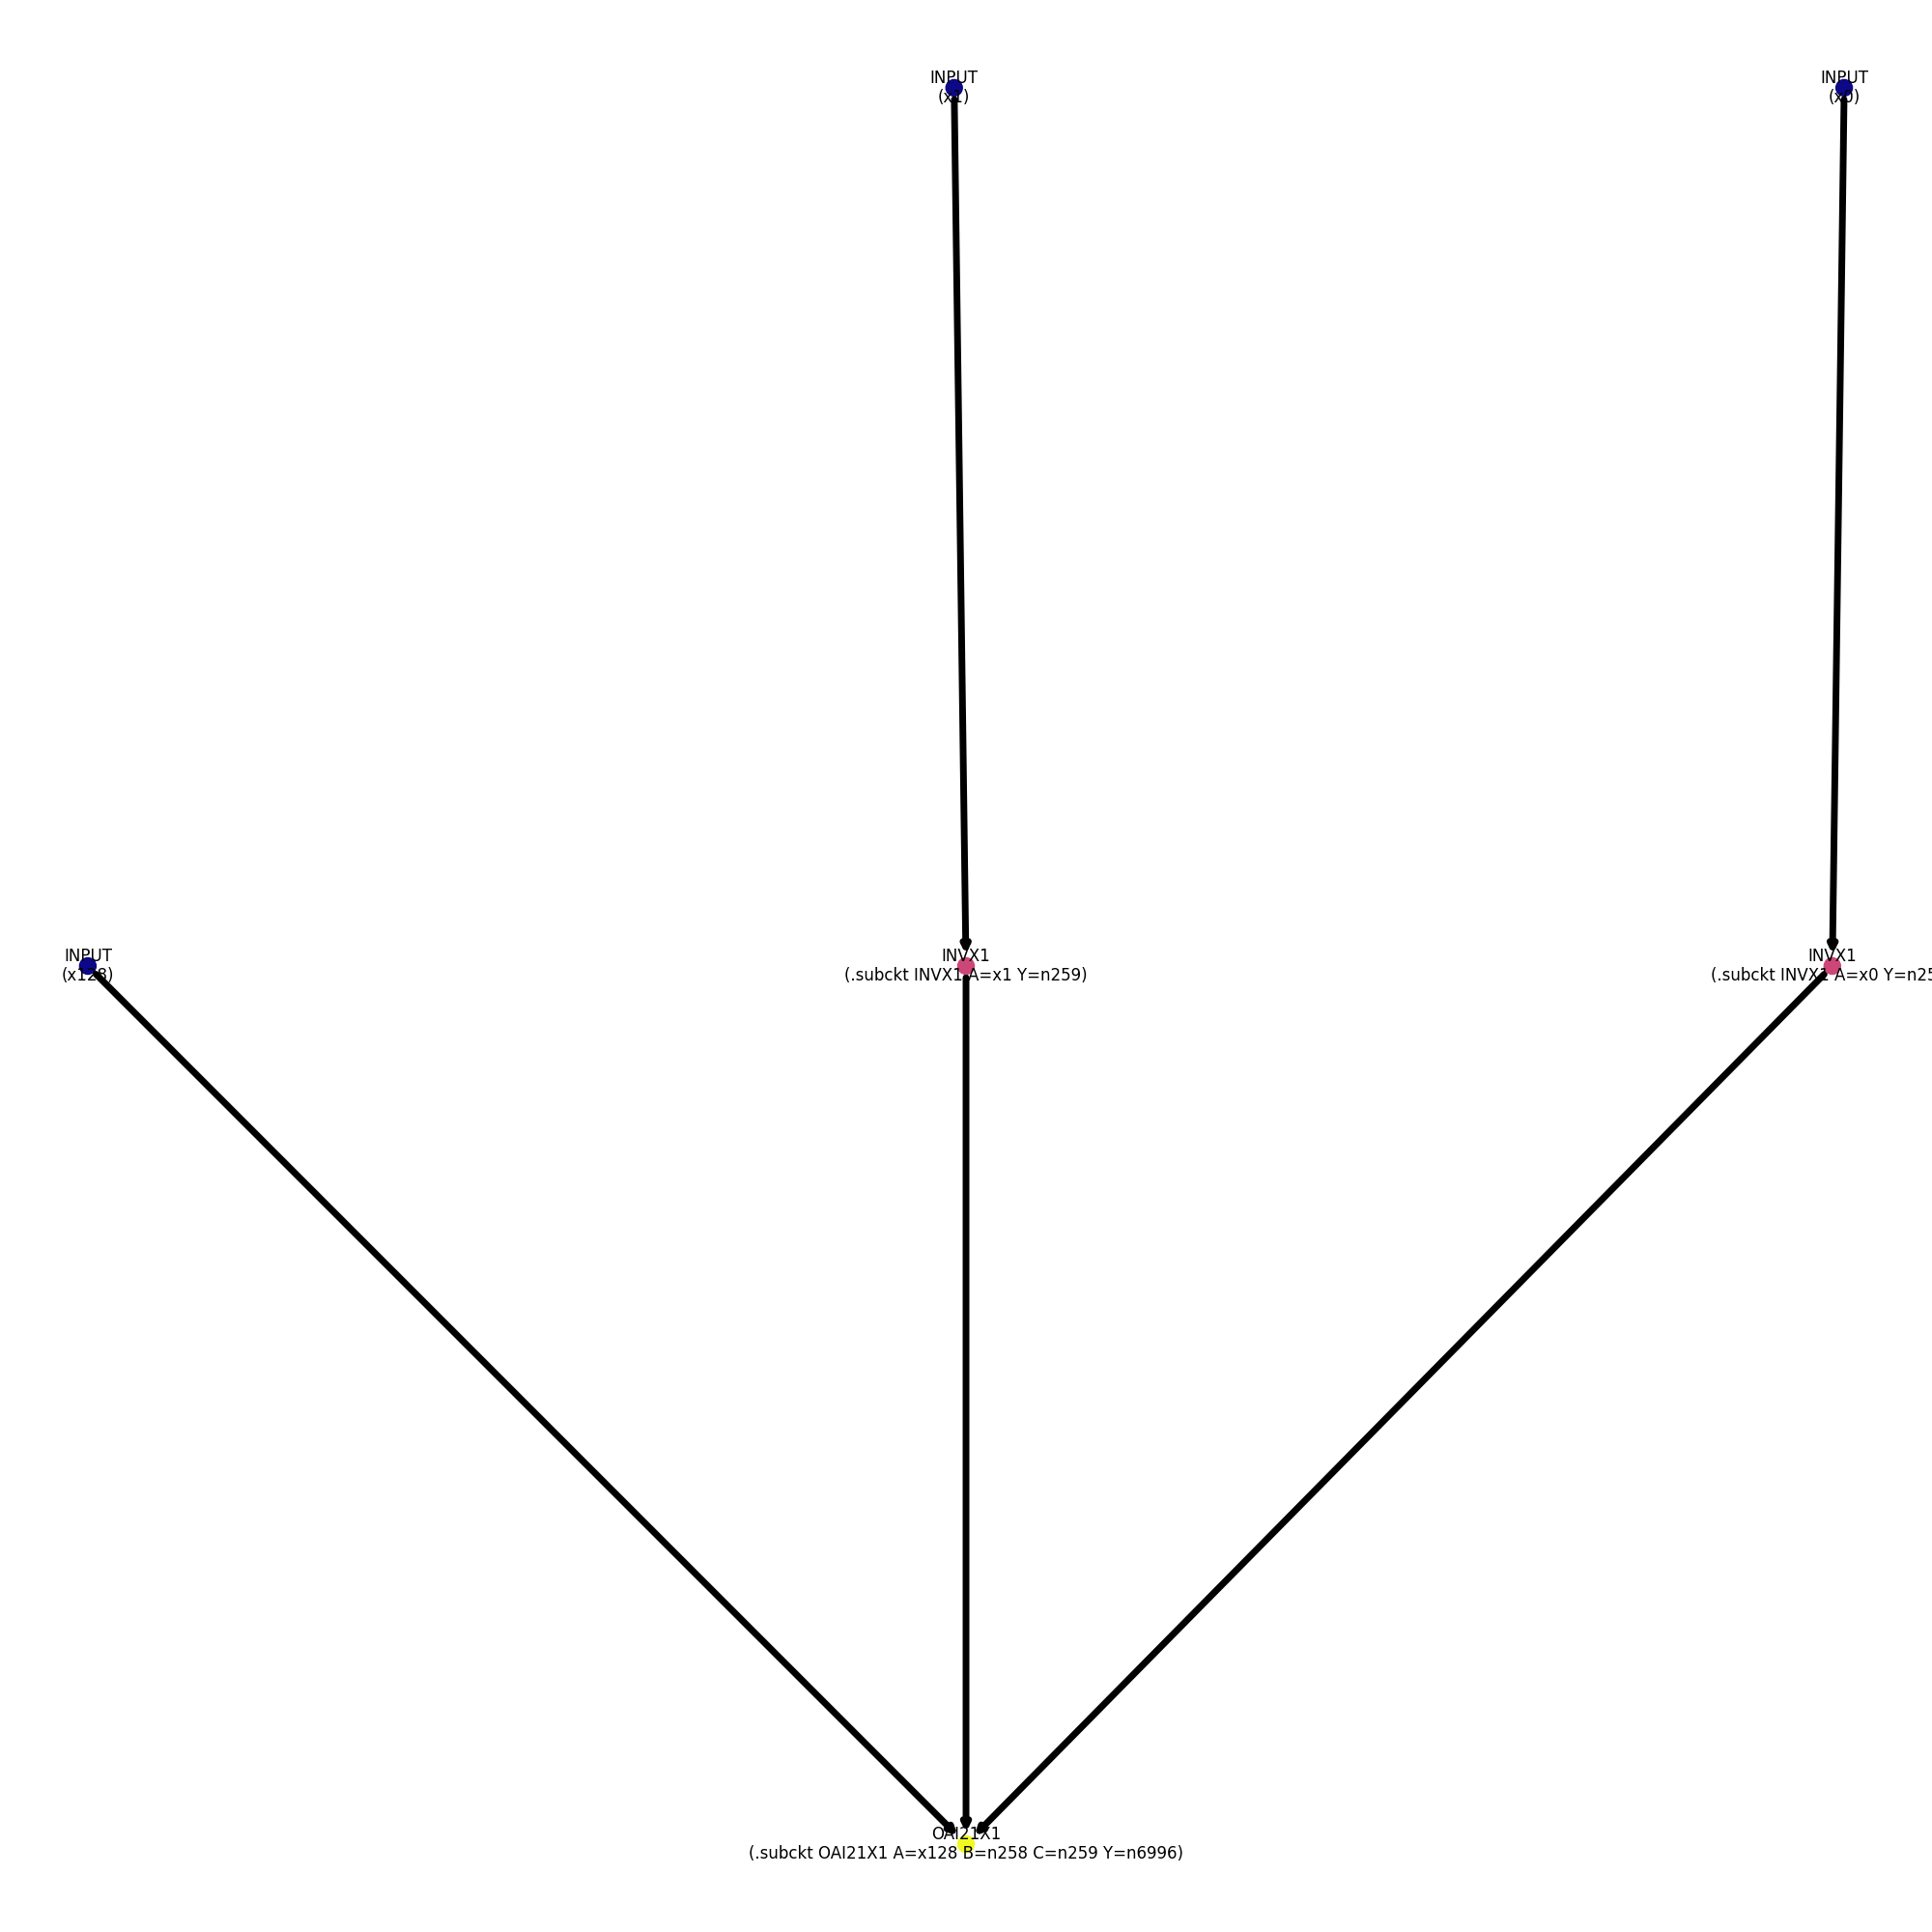 INPUT
(x1)
INPUT
(x0)
INPUT
(x128)
INVX1
(.subckt INVX1 A=x1 Y=n259)
INVX1
(.subckt INVX1 A=x0 Y=n25
OAI21X1
(.subckt OAI21X1 A=x128 B=n258 C=n259 Y=n6996)